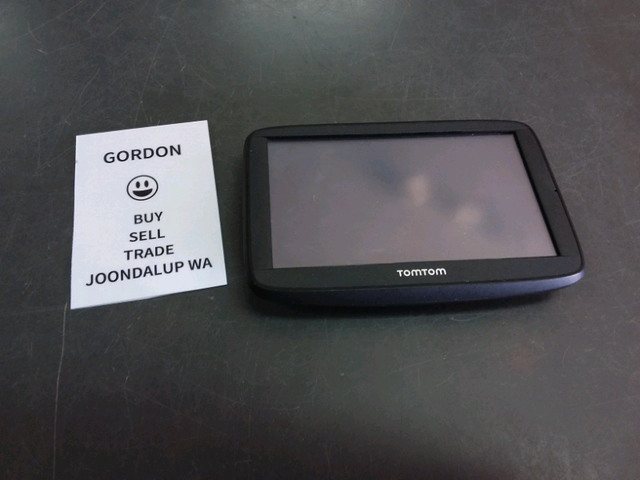 GORDON
BUY
SELL
TRADE
JOONDALUP WA
TOMTOM